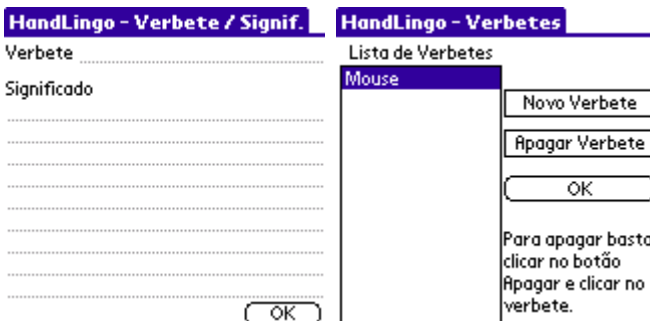 HandLingo - Verbete / Signif.
Verbete
Significado
OK
HandLingo - Verbetes
Lista de Verbetes
Mouse
Novo Verbete
Apagar Verbete
OK
Para apagar basta
clicar no botão
Apagar e clicar no
verbete.